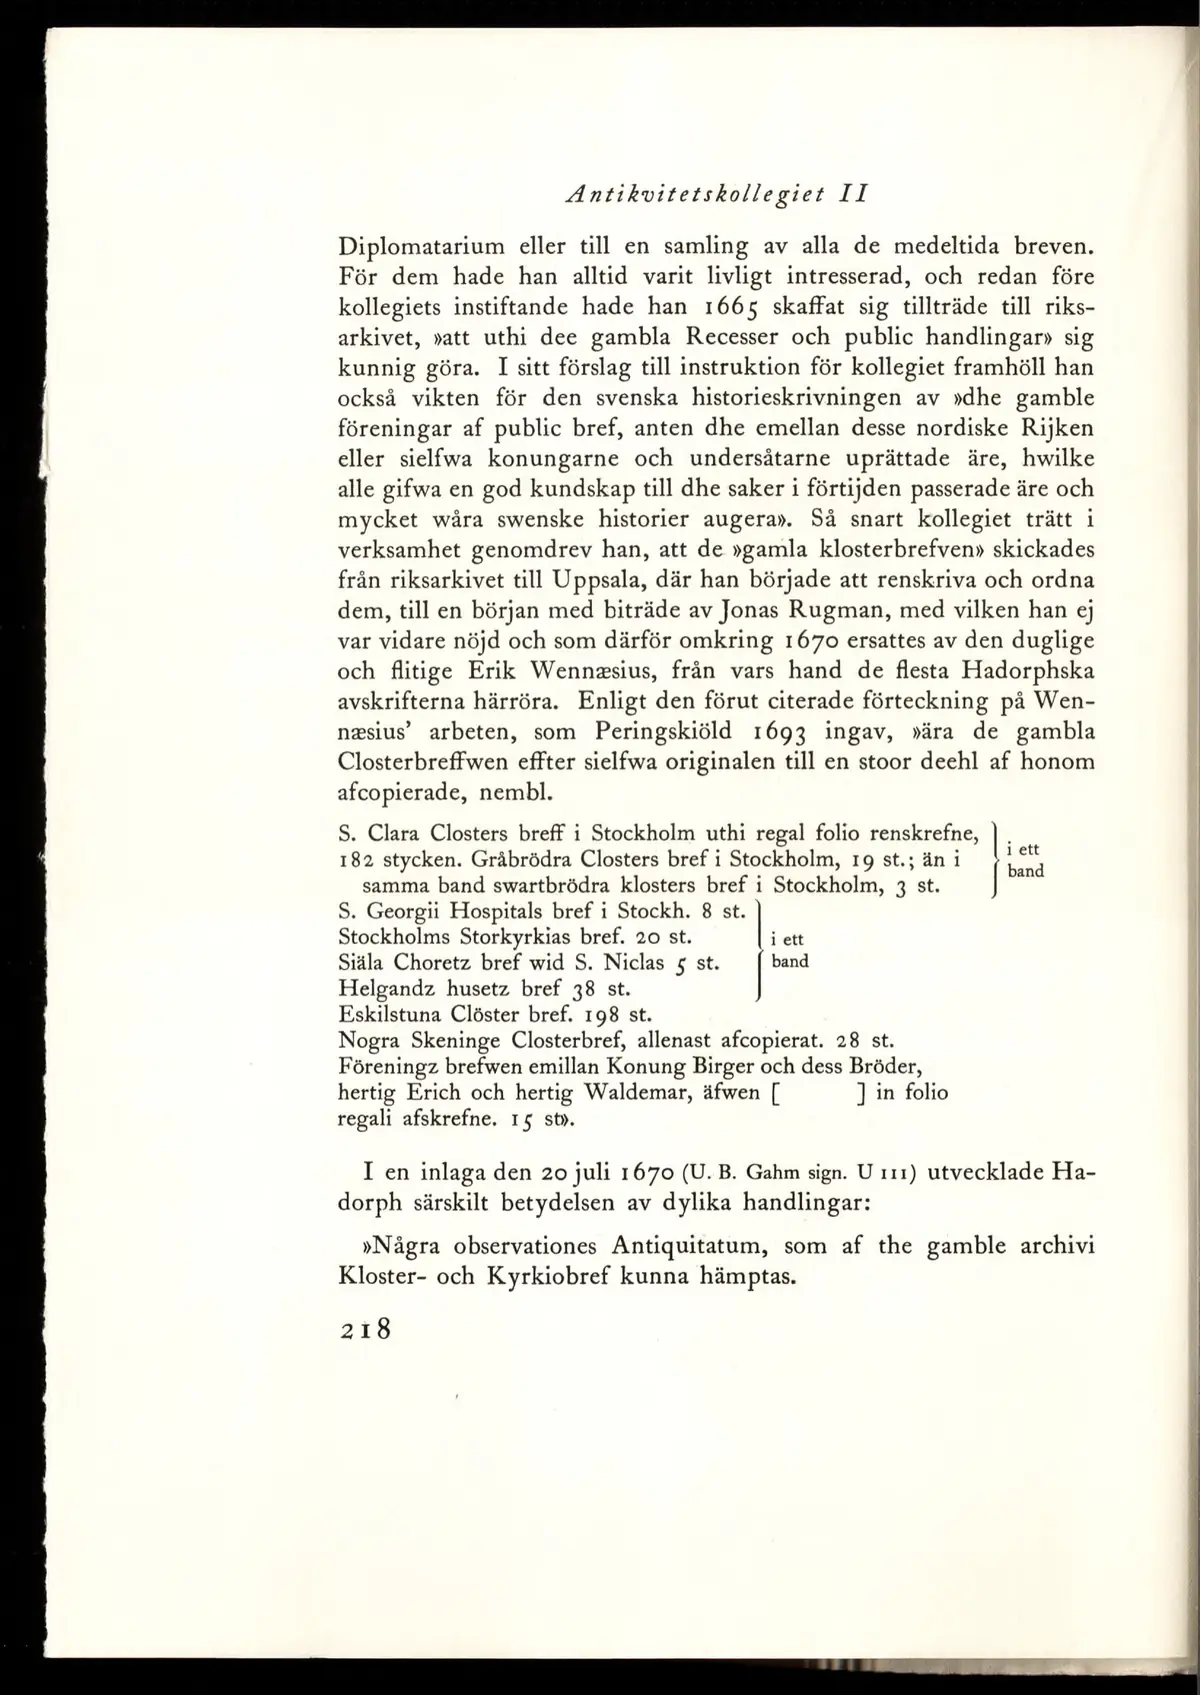 Antikvitetskollegiet II
Diplomatarium eller till en samling av alla de medeltida breven.
För dem hade han alltid varit livligt intresserad, och redan före
kollegiets instiftande hade han 1665 skaffat sig tillträde till riks-
arkivet, »att uthi dee gambla Recesser och public handlingar» sig
kunnig göra. I sitt förslag till instruktion för kollegiet framhöll han
också vikten för den svenska historieskrivningen av »dhe gamble
föreningar af public bref, anten dhe emellan desse nordiske Rijken
eller sielfwa konungarne och undersåtarne uprättade äre, hwilke
alle gifwa en god kundskap till dhe saker i förtijden passerade äre och
mycket wåra swenske historier augera». Så snart kollegiet trätt i
verksamhet genomdrev han, att de »gamla klosterbrefven» skickades
från riksarkivet till Uppsala, där han började att renskriva och ordna
dem, till en början med biträde av Jonas Rugman, med vilken han ej
var vidare nöjd och som därför omkring 1670 ersattes av den duglige
och flitige Erik Wennæsius, från vars hand de flesta Hadorphska
avskrifterna härröra. Enligt den förut citerade förteckning på Wen-
næsius’ arbeten, som Peringskiöld 1693 ingav, »ära de gambla
Closterbreffwen effter sielfwa originalen till en stoor deehl af honom
afcopierade, nembl.
S. Clara Closters breff i Stockholm uthi regal folio renskrefne,
182 stycken. Gråbrödra Closters bref i Stockholm, 19 st.; än i
samma band swartbrödra klosters bref i Stockholm, 3 st.
i ett
band
S. Georgii Hospitals bref i Stockh. 8 st.
Stockholms Storkyrkias bref. 20 st.
Siäla Choretz bref wid S. Niclas 5 st.
Helgandz husetz bref 38 st.
i ett
band
Eskilstuna Clöster bref. 198 st.
Nogra Skeninge Closterbref, allenast afcopierat. 28 st.
Föreningz brefwen emillan Konung Birger och dess Bröder,
hertig Erich och hertig Waldemar, äfwen [ ] in folio
regali afskrefne. 15 st».
I en inlaga den 20 juli 1670 (U. B. Gahm sign. U 111) utvecklade Ha-
dorph särskilt betydelsen av dylika handlingar:
»Några observationes Antiquitatum, som af the gamble archivi
Kloster- och Kyrkiobref kunna hämptas.
218